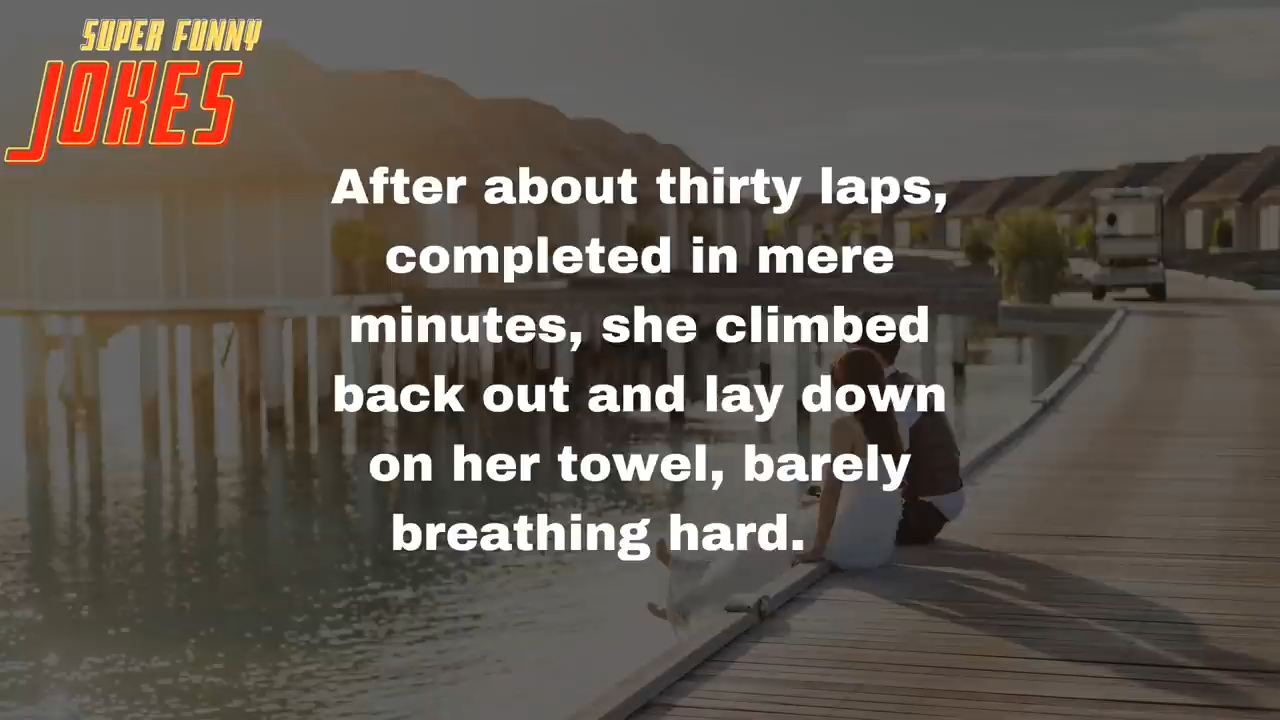 SUPER FUNNY
JOKES
After about thirty laps,
completed in mere
minutes, she climbed
back out and lay down
on her towel, barely
breathing hard.